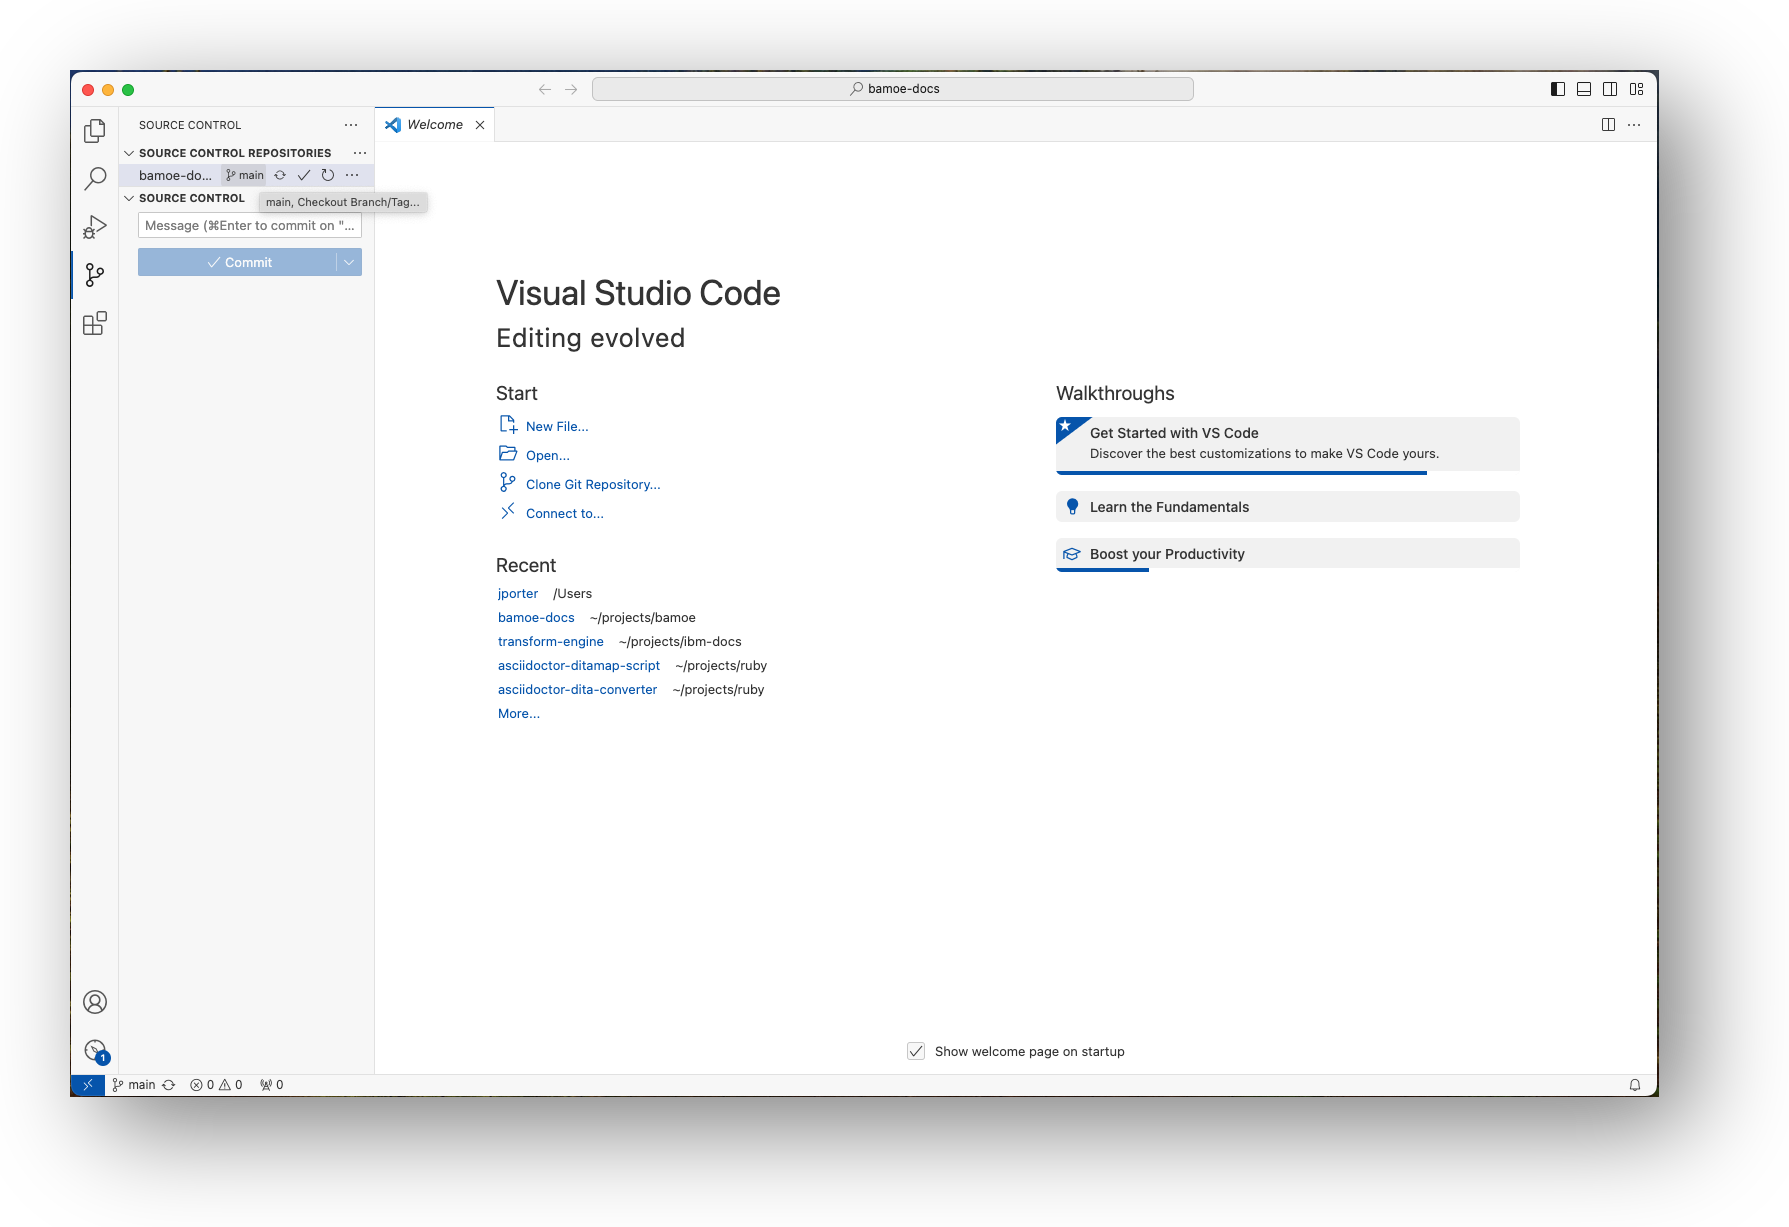 bamoe-docs
SOURCE CONTROL
Welcome
SOURCE CONTROL REPOSITORIES
bamoe-do... main
SOURCE CONTROL
main, Checkout Branch/Tag...
Message (⌘Enter to commit on "...
Commit
Visual Studio Code
Editing evolved
Start
New File...
Open...
Clone Git Repository...
Connect to...
Recent
jporter /Users
bamoe-docs ~/projects/bamoe
transform-engine ~/projects/ibm-docs
asciidoctor-ditamap-script ~/projects/ruby
asciidoctor-dita-converter ~/projects/ruby
More...
Walkthroughs
Get Started with VS Code
Discover the best customizations to make VS Code yours.
Learn the Fundamentals
Boost your Productivity
Show welcome page on startup
1
main 0 0 0